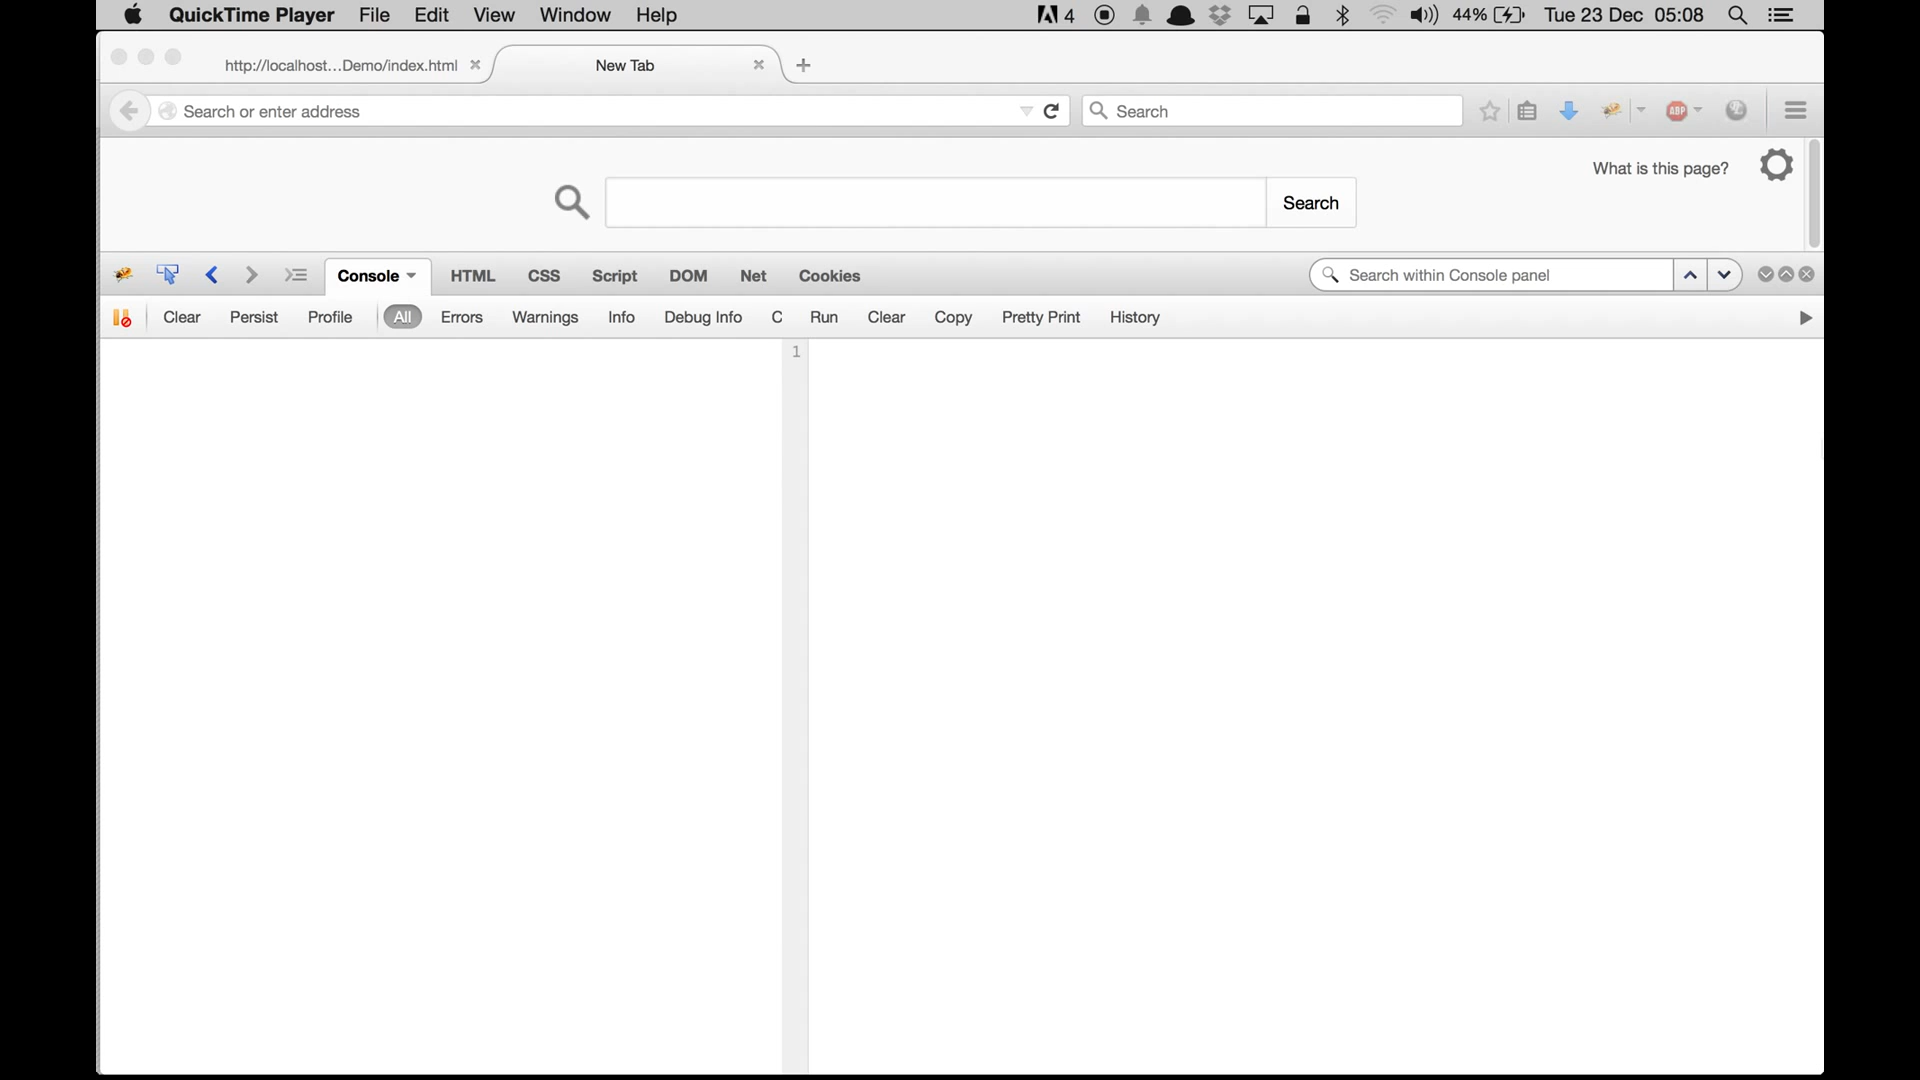 QuickTime Player File Edit View Window Help 4 44% Tue 23 Dec 05:08
http://localhost...Demo/index.html New Tab
Search or enter address Search ABP
What is this page?
Search
Console HTML CSS Script DOM Net Cookies Search within Console panel
Clear Persist Profile All Errors Warnings Info Debug Info C Run Clear Copy Pretty Print History
1